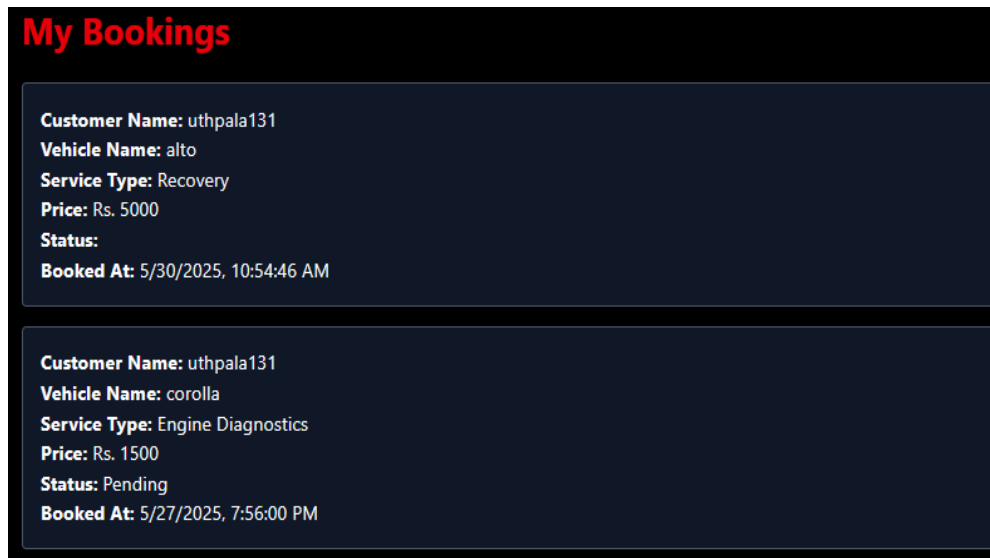 My Bookings
Customer Name: uthpala131
Vehicle Name: alto
Service Type: Recovery
Price: Rs. 5000
Status:
Booked At: 5/30/2025, 10:54:46 AM
Customer Name: uthpala131
Vehicle Name: corolla
Service Type: Engine Diagnostics
Price: Rs. 1500
Status: Pending
Booked At: 5/27/2025, 7:56:00 PM